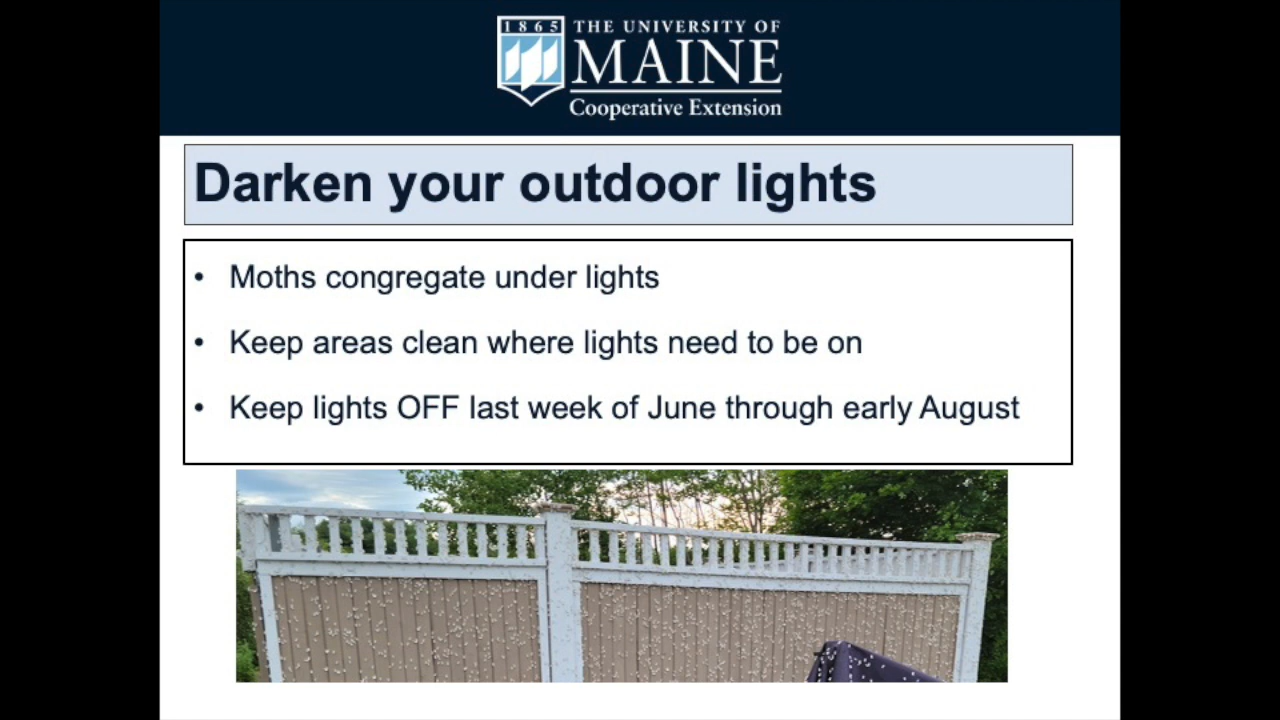 1865
THE UNIVERSITY OF
MAINE
Cooperative Extension
Darken your outdoor lights
• Moths congregate under lights
• Keep areas clean where lights need to be on
• Keep lights OFF last week of June through early August